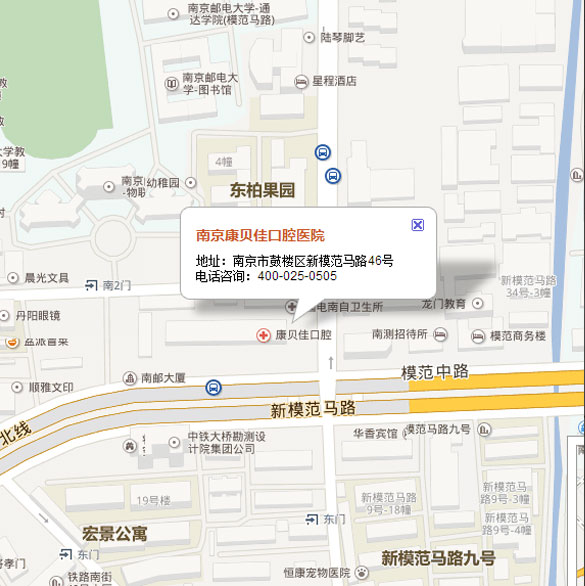 南京邮电大学-通
达学院(模范马路)
陆琴脚艺
南京邮电大
学-图书馆
星程酒店
大学教
9幢
4幢
南京
幼稚园
东柏果园
南京康贝佳口腔医院
地址：南京市鼓楼区新模范马路46号
电话咨询：400-025-0505
晨光文具
南2门
新模范马路
34号-3幢
电南自卫生所
龙门教育
丹阳眼镜
康贝佳口腔
南测招待所
模范商务楼
顺雅文印
南邮大厦
模范中路
新模范马路
北线
中铁大桥勘测设
计院集团公司
华香宾馆
模范马路九号
19号楼
新模范马路
9号-18幢
新模范马
路9号-3幢
宏景公寓
东门
新模范马
路9号-4幢
东门
新模范马路九号
铁路南街
恒康宠物医院